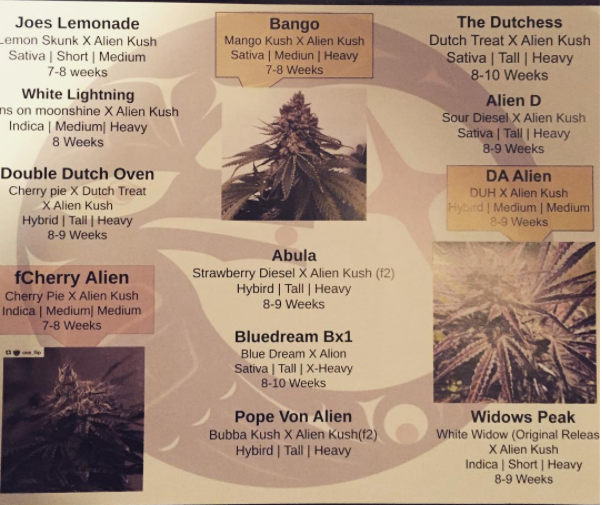 Joes Lemonade
Lemon Skunk X Alien Kush
Sativa | Short | Medium
7-8 weeks
White Lightning
ns on moonshine X Alien Kush
Indica | Medium| Heavy
8 Weeks
Double Dutch Oven
Cherry pie X Dutch Treat
X Alien Kush
Hybrid | Tall | Heavy
8-9 Weeks
fCherry Alien
Cherry Pie X Alien Kush
Indica | Medium| Medium
7-8 weeks
Bango
Mango Kush X Alien Kush
Sativa | Mediun | Heavy
7-8 Weeks
Abula
Strawberry Diesel X Alien Kush (f2)
Hybird | Tall | Heavy
8-9 Weeks
Bluedream Bx1
Blue Dream X Alion
Sativa | Tall | X-Heavy
8-10 Weeks
Pope Von Alien
Bubba Kush X Alien Kush(f2)
Hybird | Tall | Heavy
The Dutchess
Dutch Treat X Alien Kush
Sativa | Tall | Heavy
8-10 Weeks
Alien D
Sour Diesel X Alien Kush
Sativa | Tall | Heavy
8-9 Weeks
DA Alien
DUH X Alien Kush
Hybird | Medium | Medium
8-9 Weeks
Widows Peak
White Widow (Original Releas
X Alien Kush
Indica | Short | Heavy
8-9 Weeks